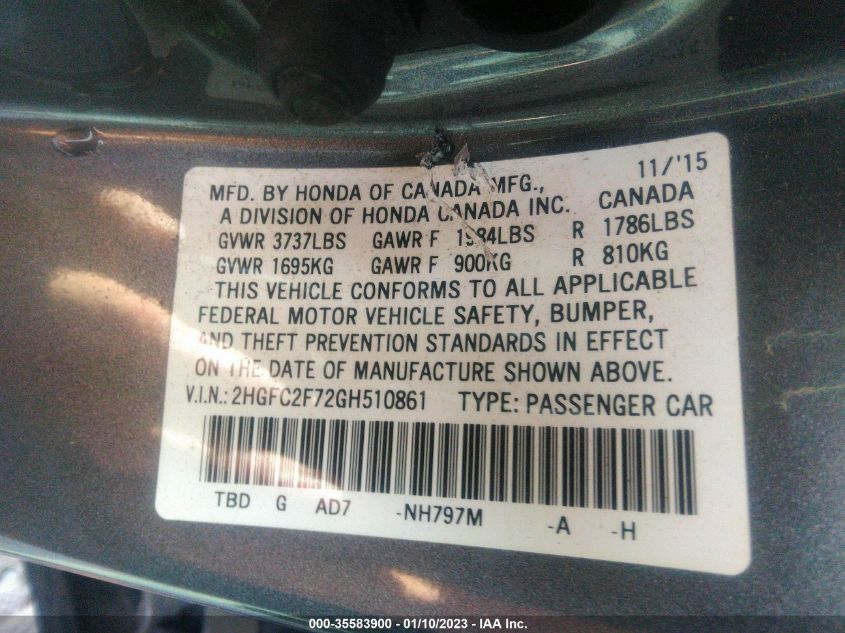 11/'15
MFD. BY HONDA OF CANADA MFG.,
A DIVISION OF HONDA CANADA INC. CANADA
GVWR 3737LBS GAWR F 1984LBS R 1786LBS
GVWR 1695KG GAWR F 900KG R 810KG
THIS VEHICLE CONFORMS TO ALL APPLICABLE
FEDERAL MOTOR VEHICLE SAFETY, BUMPER,
AND THEFT PREVENTION STANDARDS IN EFFECT
ON THE DATE OF MANUFACTURE SHOWN ABOVE.
V.I.N.: 2HGFC2F72GH510861 TYPE: PASSENGER CAR
TBD G AD7 -NH797M -A -H
000-35583900 - 01/10/2023 - IAA Inc.